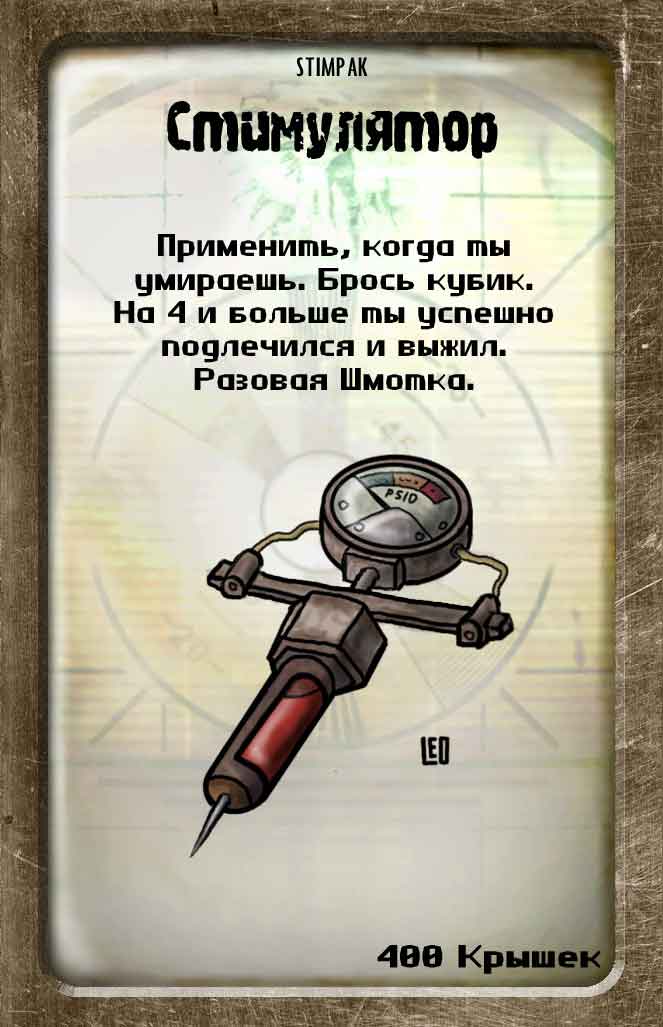 STIMPAK
Стимулятор
Применить, когда ты
умираешь. Брось кубик.
На 4 и больше ты успешно
подлечился и выжил.
Разовая Шмотка.
PSID
LEO
400 Крышек